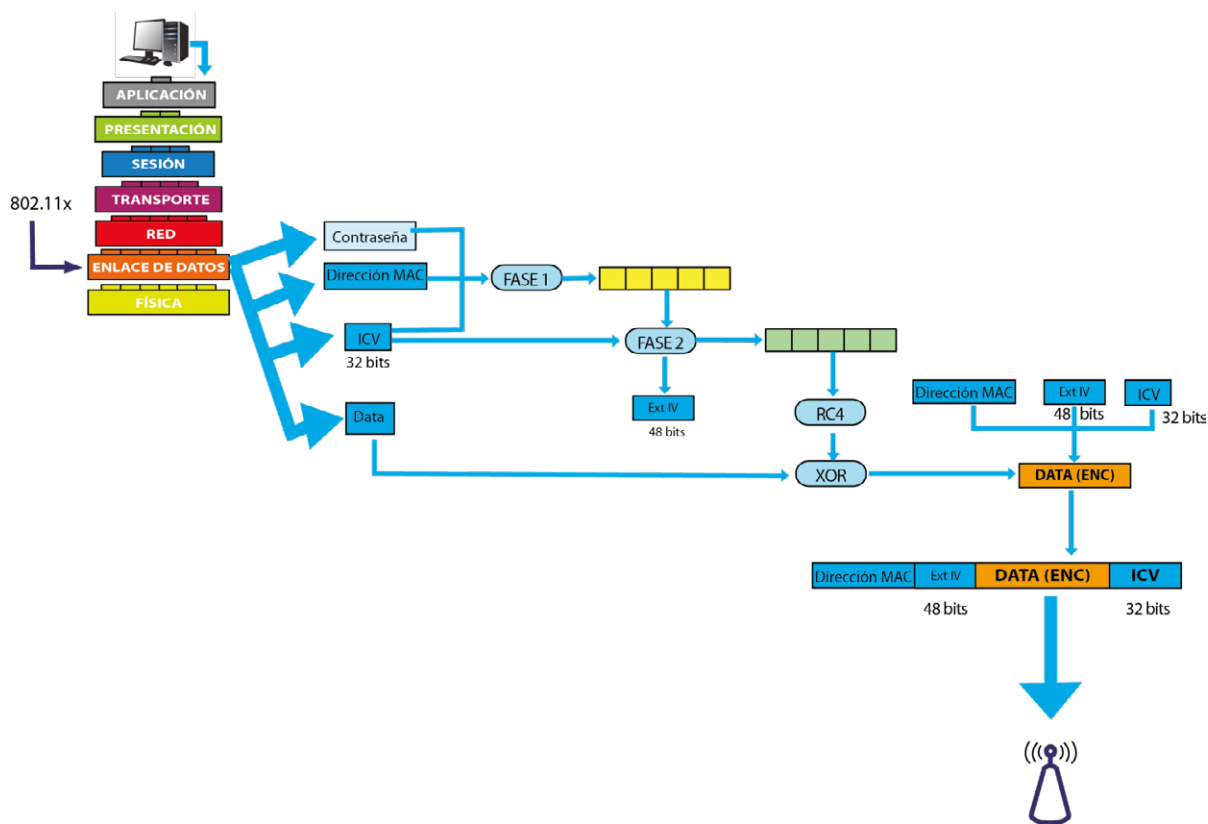 APLICACIÓN
PRESENTACIÓN
SESIÓN
TRANSPORTE
802.11x
RED
ENLACE DE DATOS
FÍSICA
Contraseña
Dirección MAC
FASE 1
ICV
32 bits
FASE 2
Ext IV
48 bits
Data
RC4
XOR
Dirección MAC
Ext IV
48 bits
ICV
32 bits
DATA (ENC)
Dirección MAC
Ext IV
DATA (ENC)
ICV
48 bits
32 bits